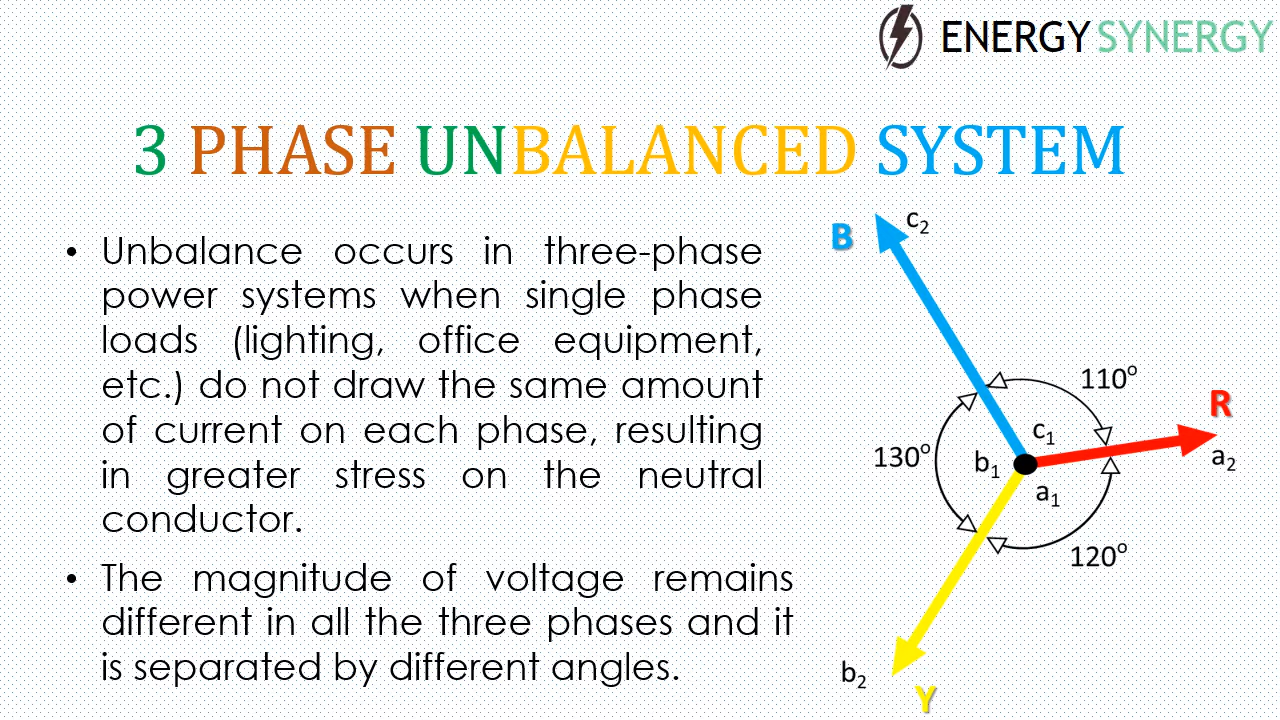 ENERGY SYNERGY
3 PHASE UNBALANCED SYSTEM
• Unbalance occurs in three-phase
power systems when single phase
loads (lighting, office equipment,
etc.) do not draw the same amount
of current on each phase, resulting
in greater stress on the neutral
conductor.
• The magnitude of voltage remains
different in all the three phases and it
is separated by different angles.
B
c₂
110°
R
c₁
130°
b₁
a₂
a₁
120°
b₂
Y